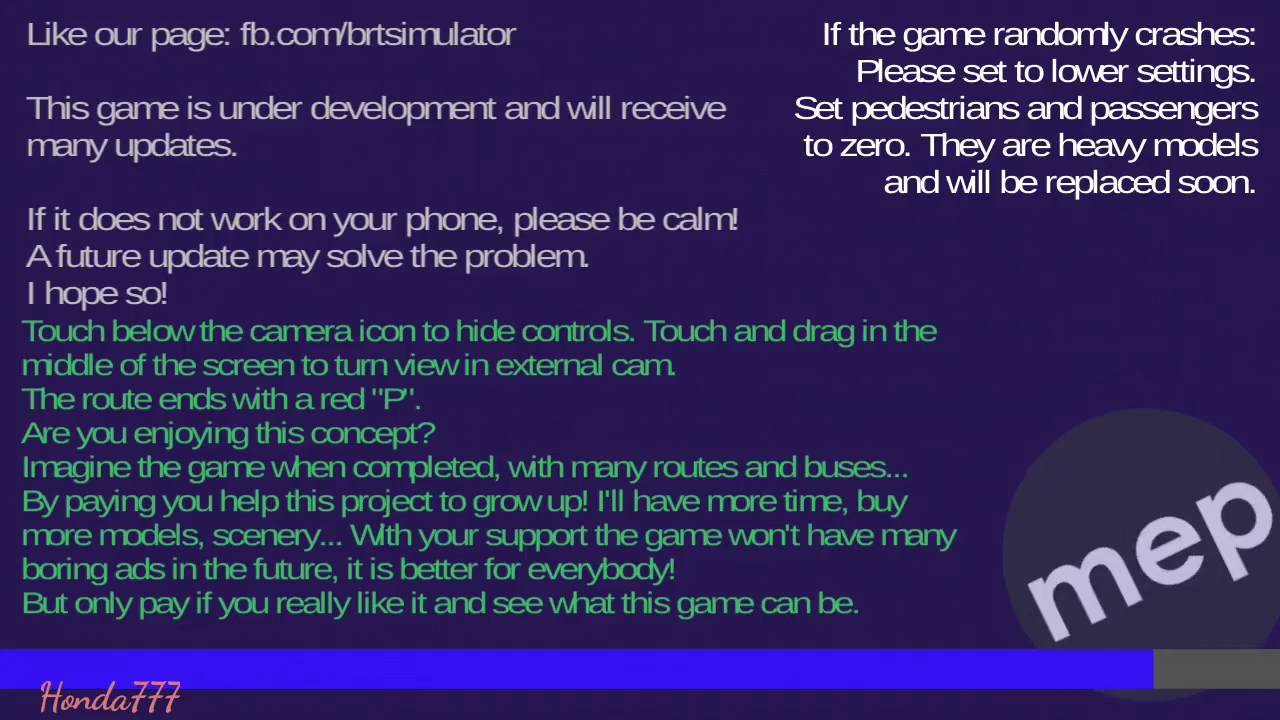 Like our page: fb.com/brtsimulator
This game is under development and will receive
many updates.
If it does not work on your phone, please be calm!
A future update may solve the problem.
I hope so!
If the game randomly crashes:
Please set to lower settings.
Set pedestrians and passengers
to zero. They are heavy models
and will be replaced soon.
Touch below the camera icon to hide controls. Touch and drag in the
middle of the screen to turn view in external cam.
The route ends with a red "P".
Are you enjoying this concept?
Imagine the game when completed, with many routes and buses...
By paying you help this project to grow up! I'll have more time, buy
more models, scenery... With your support the game won't have many
boring ads in the future, it is better for everybody!
But only pay if you really like it and see what this game can be.
mep
Honda777